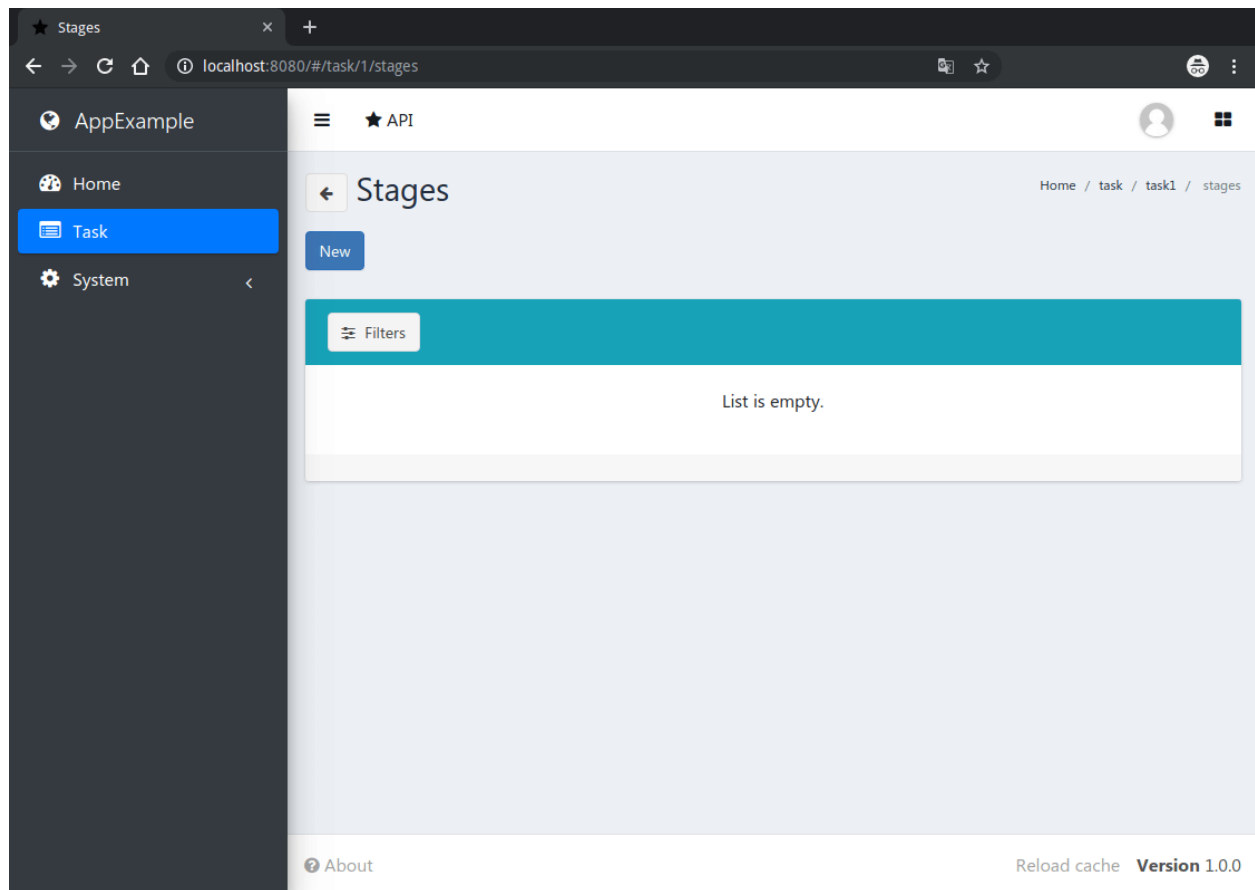 Stages
localhost:8080/#/task/1/stages
AppExample
API
Home
Task
System
Stages
Home / task / task1 / stages
New
Filters
List is empty.
About
Reload cache Version 1.0.0